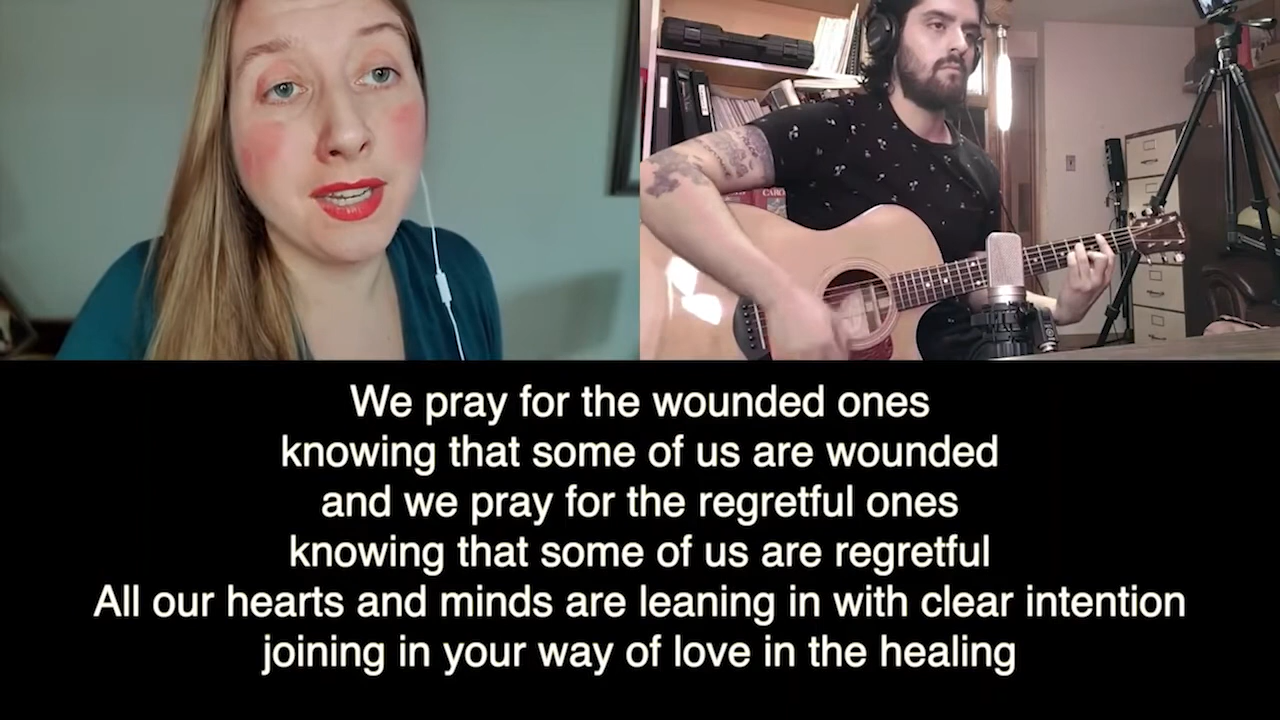 We pray for the wounded ones
knowing that some of us are wounded
and we pray for the regretful ones
knowing that some of us are regretful
All our hearts and minds are leaning in with clear intention
joining in your way of love in the healing